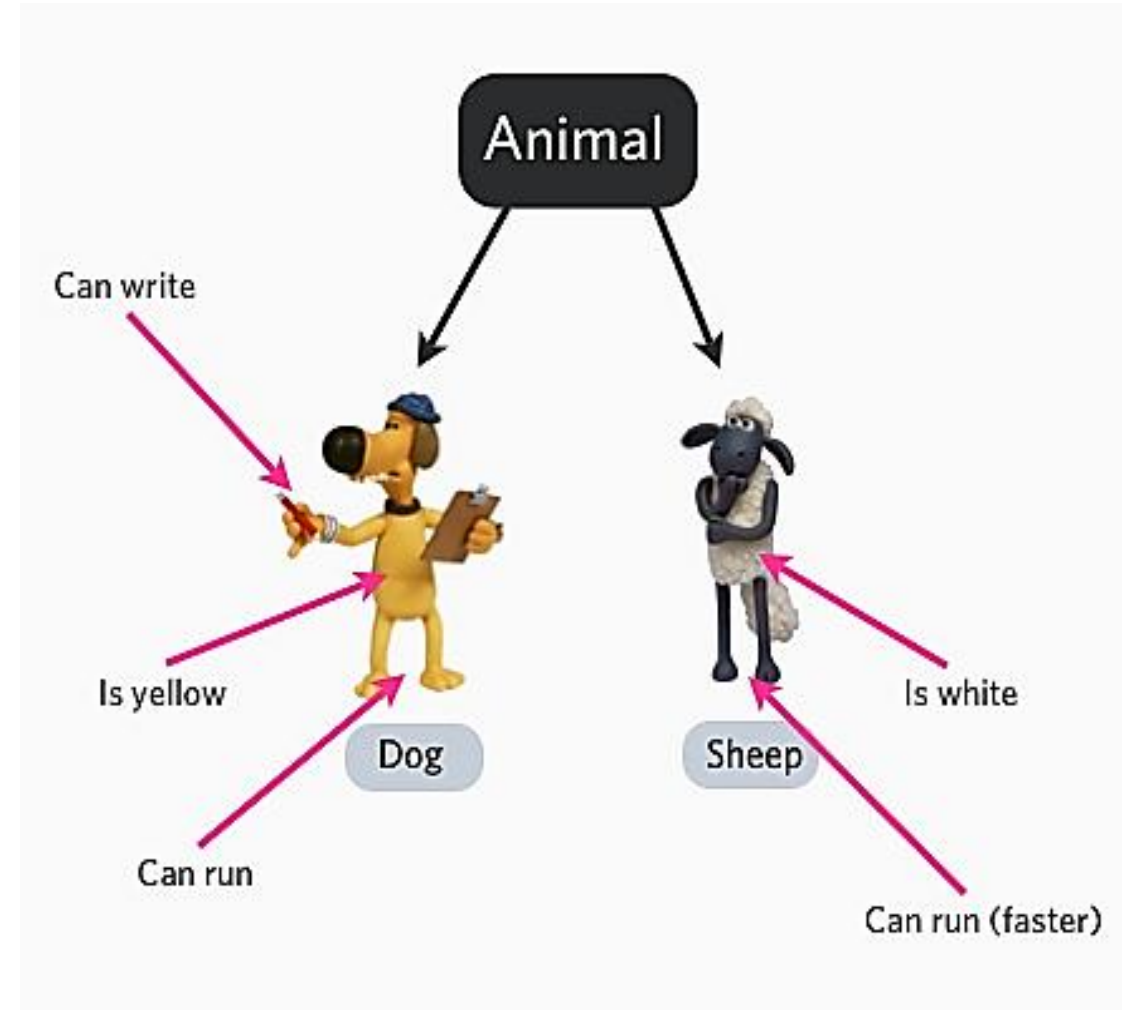 Animal
Can write
Is yellow
Is white
Dog
Sheep
Can run
Can run (faster)